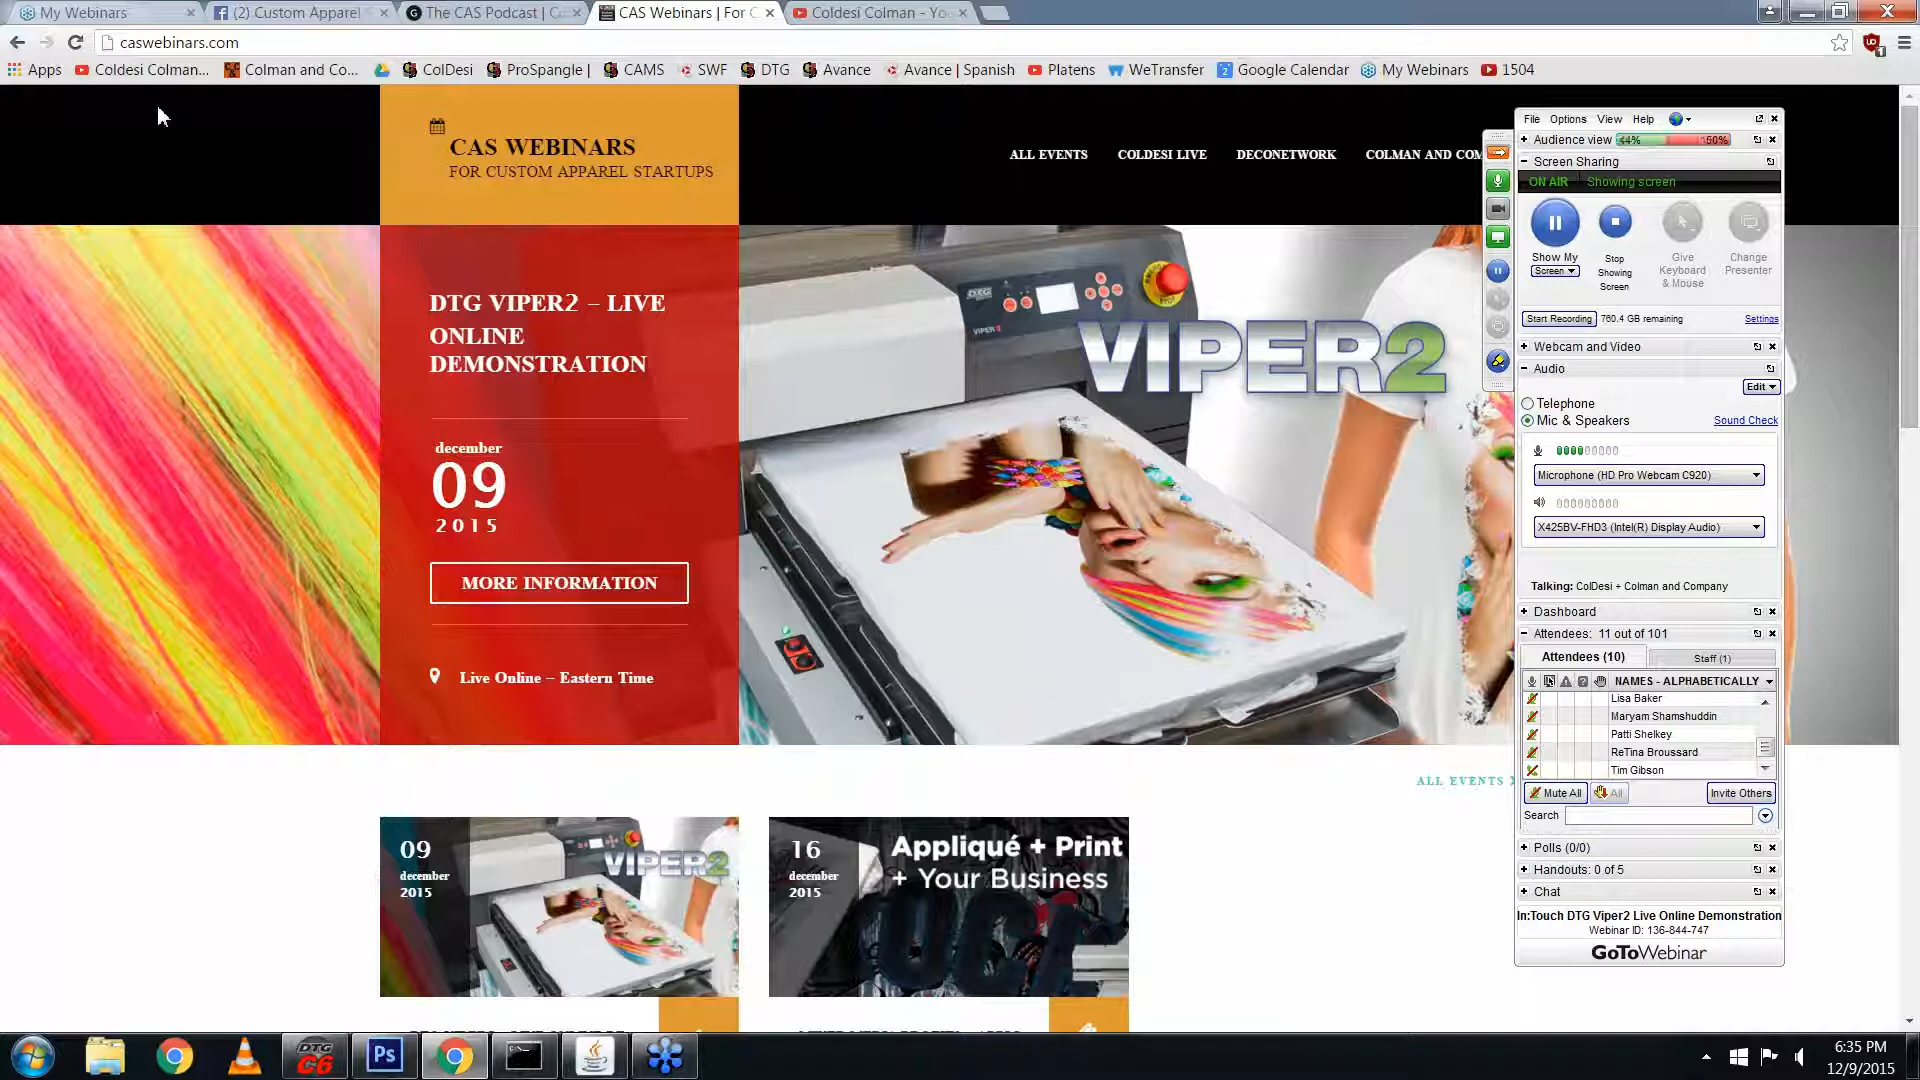 My Webinars
(2) Custom Apparel S
The CAS Podcast | C
CAS Webinars | For C
Coldesi Colman - Yo
caswebinars.com
Apps
Coldesi Colman...
Colman and Co...
ColDesi
ProSpangle |
CAMS
SWF
DTG
Avance
Avance | Spanish
Platens
WeTransfer
Google Calendar
My Webinars
1504
CAS WEBINARS
FOR CUSTOM APPAREL STARTUPS
ALL EVENTS
COLDESI LIVE
DECONETWORK
COLMAN AND COM
DTG VIPER2 – LIVE
ONLINE
DEMONSTRATION
december
09
2015
MORE INFORMATION
Live Online – Eastern Time
DTG
VIPER2
VIPER2
ALL EVENTS
09
december
2015
VIPER2
16
december
2015
Appliqué + Print
+ Your Business
File Options View Help
Audience view 44% 60%
Screen Sharing
ON AIR Showing screen
Show My
Screen
Stop
Showing
Screen
Give
Keyboard
& Mouse
Change
Presenter
Start Recording 760.4 GB remaining Settings
Webcam and Video
Audio
Edit
Telephone
Mic & Speakers Sound Check
Microphone (HD Pro Webcam C920)
X425BV-FHD3 (Intel(R) Display Audio)
Talking: ColDesi + Colman and Company
Dashboard
Attendees: 11 out of 101
Attendees (10) Staff (1)
NAMES - ALPHABETICALLY
Lisa Baker
Maryam Shamshuddin
Patti Shelkey
ReTina Broussard
Tim Gibson
Mute All All Invite Others
Search
Polls (0/0)
Handouts: 0 of 5
Chat
In:Touch DTG Viper2 Live Online Demonstration
Webinar ID: 136-844-747
GoToWebinar
DTG
C6
Ps
6:35 PM
12/9/2015